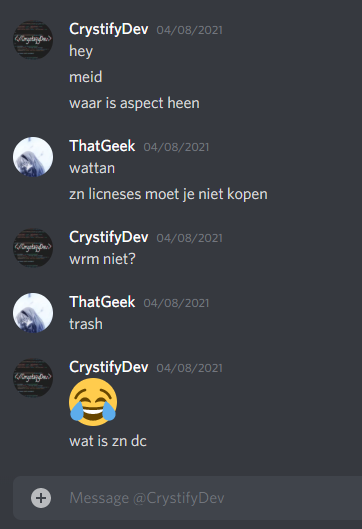 CrystifyDev 04/08/2021
hey
meid
waar is aspect heen
ThatGeek 04/08/2021
wattan
zn licneses moet je niet kopen
CrystifyDev 04/08/2021
wrm niet?
ThatGeek 04/08/2021
trash
CrystifyDev 04/08/2021
wat is zn dc
Message @CrystifyDev